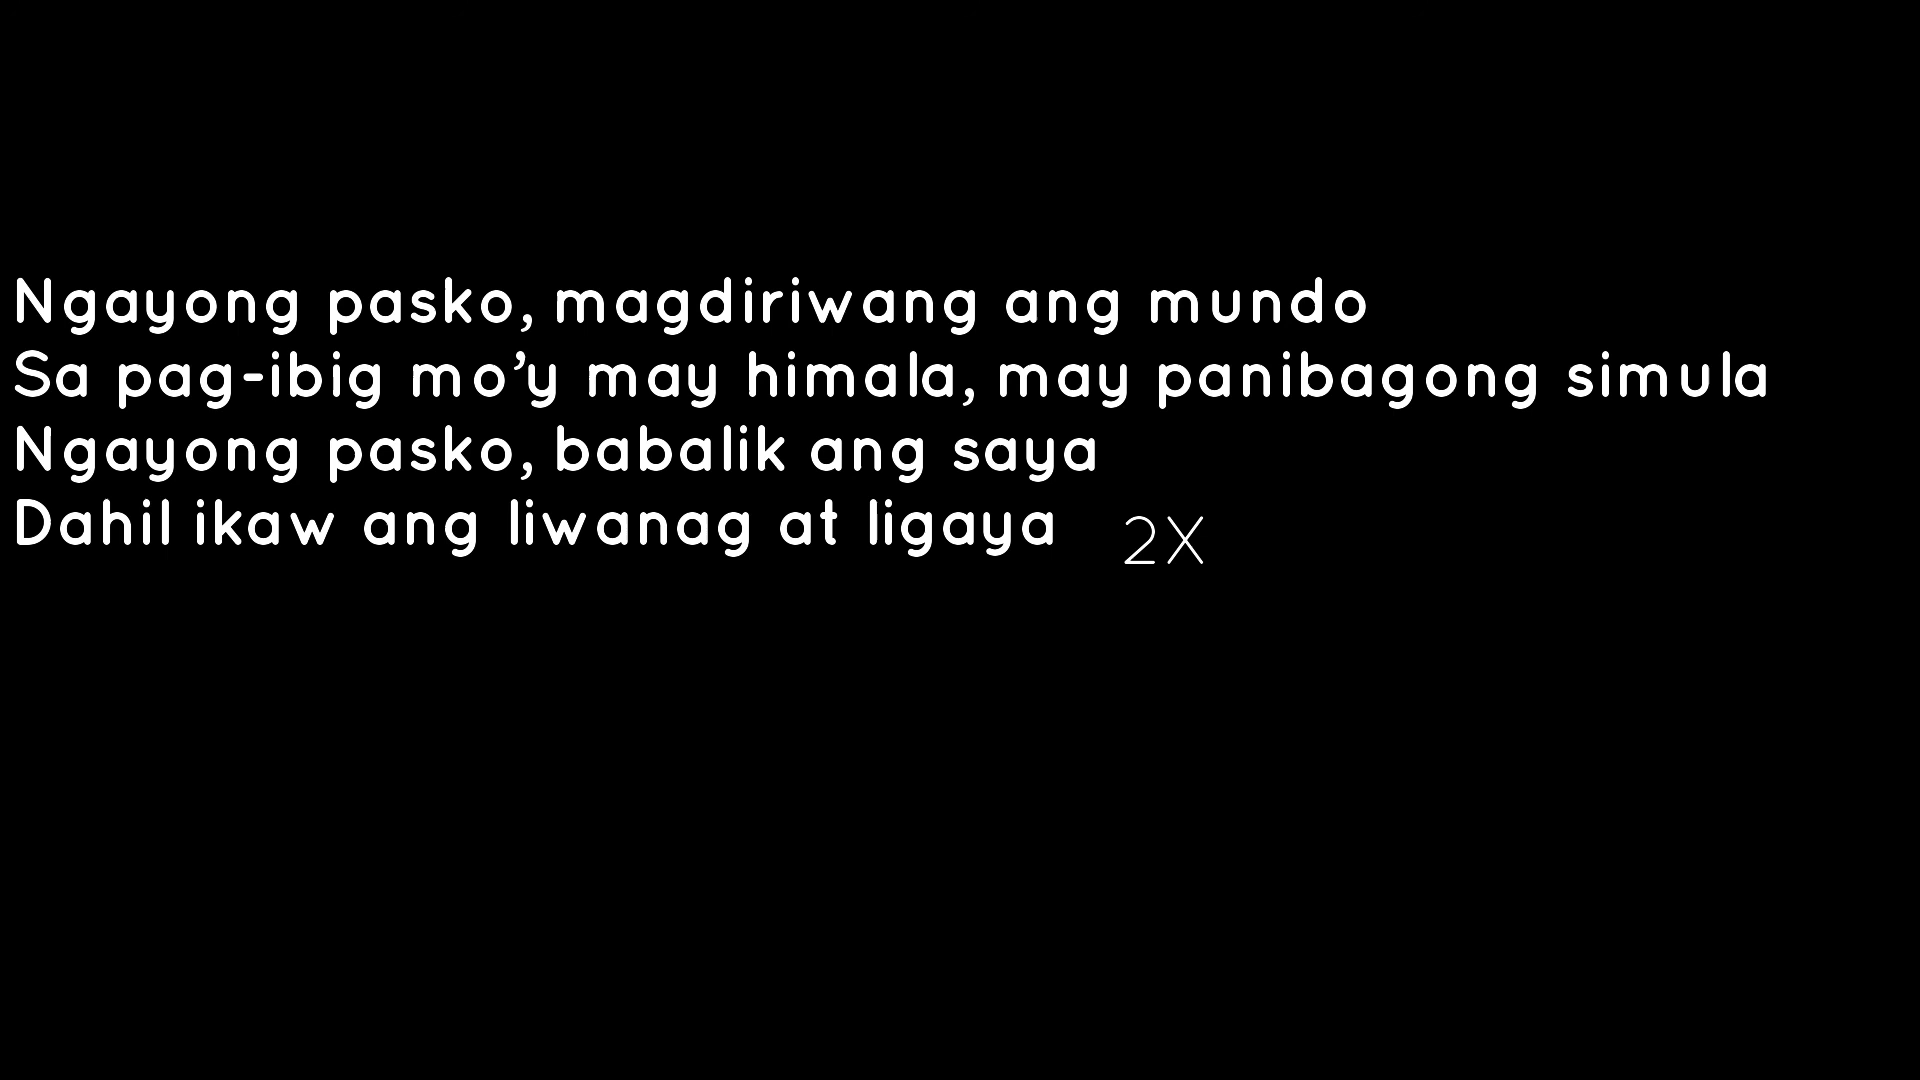 Ngayong pasko, magdiriwang ang mundo
Sa pag-ibig mo’y may himala, may panibagong simula
Ngayong pasko, babalik ang saya
Dahil ikaw ang liwanag at ligaya 2X